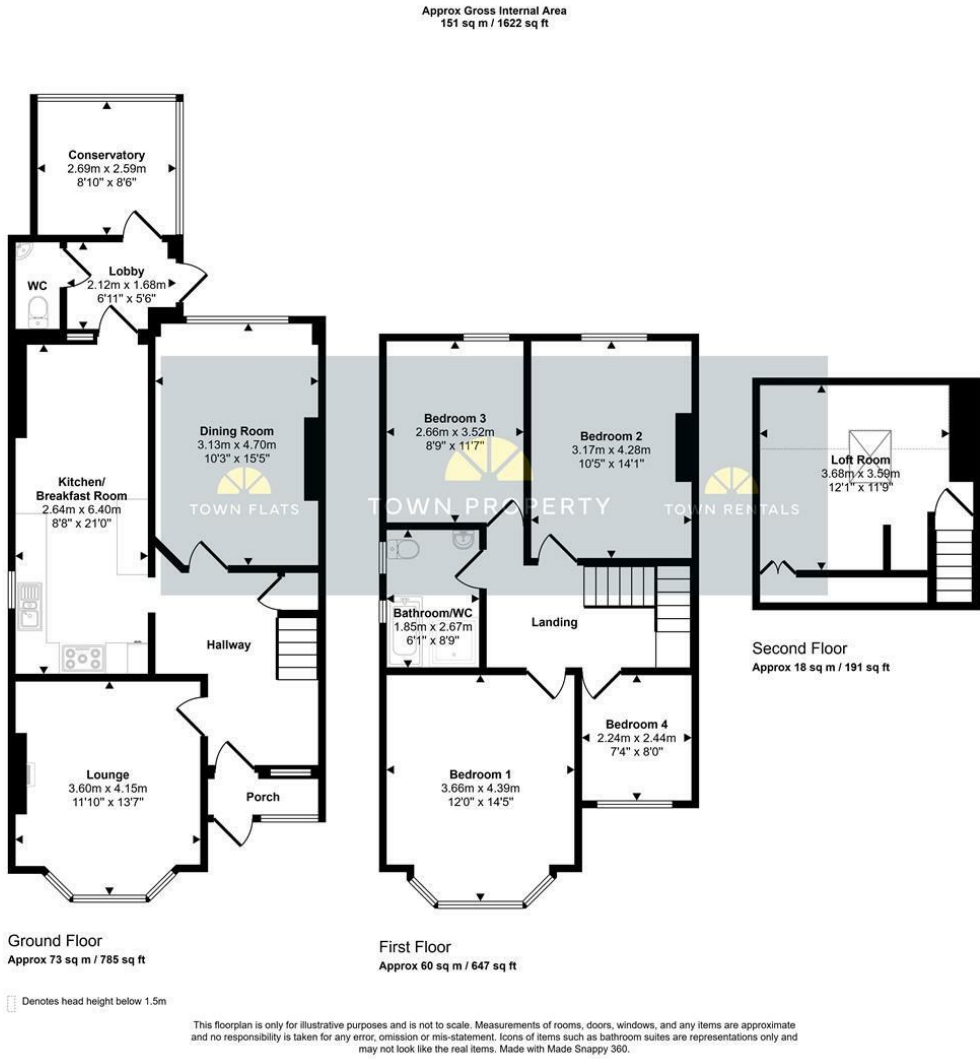 Approx Gross Internal Area
151 sq m / 1622 sq ft
Conservatory
2.69m x 2.59m
8'10" x 8'6"
WC
Lobby
2.12m x 1.68m
6'11" x 5'6"
Dining Room
3.13m x 4.70m
10'3" x 15'5"
TOWN FLATS
Kitchen/
Breakfast Room
2.64m x 6.40m
8'8" x 21'0"
Hallway
Lounge
3.60m x 4.15m
11'10" x 13'7"
Porch
Ground Floor
Approx 73 sq m / 785 sq ft
Bedroom 3
2.66m x 3.52m
8'9" x 11'7"
Bedroom 2
3.17m x 4.28m
10'5" x 14'1"
TOWN PROPERTY
Bathroom/WC
1.85m x 2.67m
6'1" x 8'9"
Landing
Bedroom 1
3.66m x 4.39m
12'0" x 14'5"
Bedroom 4
2.24m x 2.44m
7'4" x 8'0"
First Floor
Approx 60 sq m / 647 sq ft
Loft Room
3.68m x 3.59m
12'1" x 11'9"
TOWN RENTALS
Second Floor
Approx 18 sq m / 191 sq ft
Denotes head height below 1.5m
This floorplan is only for illustrative purposes and is not to scale. Measurements of rooms, doors, windows, and any items are approximate
and no responsibility is taken for any error, omission or mis-statement. Icons of items such as bathroom suites are representations only and
may not look like the real items. Made with Made Snappy 360.